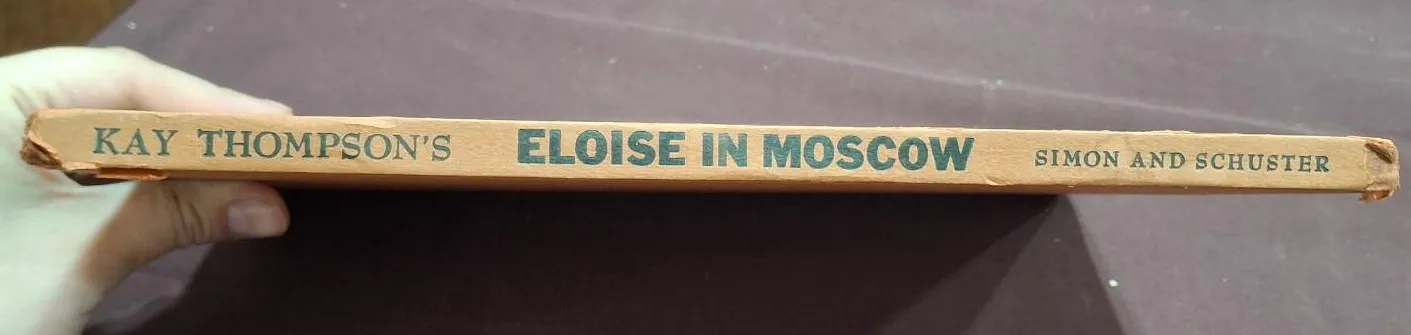 KAY THOMPSON'S ELOISE IN MOSCOW SIMON AND SCHUSTER